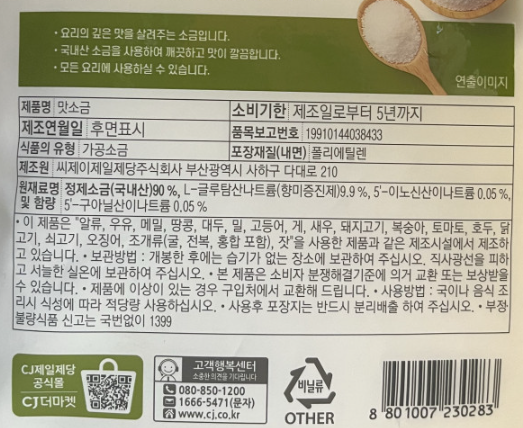 • 요리의 깊은 맛을 살려주는 소금입니다.
• 국내산 소금을 사용하여 깨끗하고 맛이 깔끔합니다.
• 모든 요리에 사용하실 수 있습니다.
연출이미지
제품명 맛소금 소비기한 제조일로부터 5년까지
제조연월일 후면표시 품목보고번호 19910144038433
식품의 유형 가공소금 포장재질(내면) 폴리에틸렌
제조원 씨제이제일제당주식회사 부산광역시 사하구 다대로 210
원재료명 및 함량 정제소금(국내산)90 %, L-글루탐산나트륨(향미증진제)9.9 %, 5'-이노신산이나트륨 0.05 %,
5'-구아닐산이나트륨 0.05 %
• 이 제품은 "알류, 우유, 메밀, 땅콩, 대두, 밀, 고등어, 게, 새우, 돼지고기, 복숭아, 토마토, 호두, 닭
고기, 쇠고기, 오징어, 조개류(굴, 전복, 홍합 포함), 잣"을 사용한 제품과 같은 제조시설에서 제조하
고 있습니다. • 보관방법 : 개봉한 후에는 습기가 없는 장소에 보관하여 주십시오. 직사광선을 피하
고 서늘한 실온에 보관하여 주십시오. • 본 제품은 소비자 분쟁해결기준에 의거 교환 또는 보상받을
수 있습니다. • 제품에 이상이 있는 경우 구입처에서 교환해 드립니다. • 사용방법 : 국이나 음식 조
리시 식성에 따라 적당량 사용하십시오. • 사용후 포장지는 반드시 분리배출 하여 주십시오. • 부정·
불량식품 신고는 국번없이 1399
CJ제일제당
공식몰
CJ더마켓
고객행복센터
소중한 의견을 기다립니다
080-850-1200
1666-5471(문자)
www.cj.co.kr
비닐류
OTHER
8 801007 230283